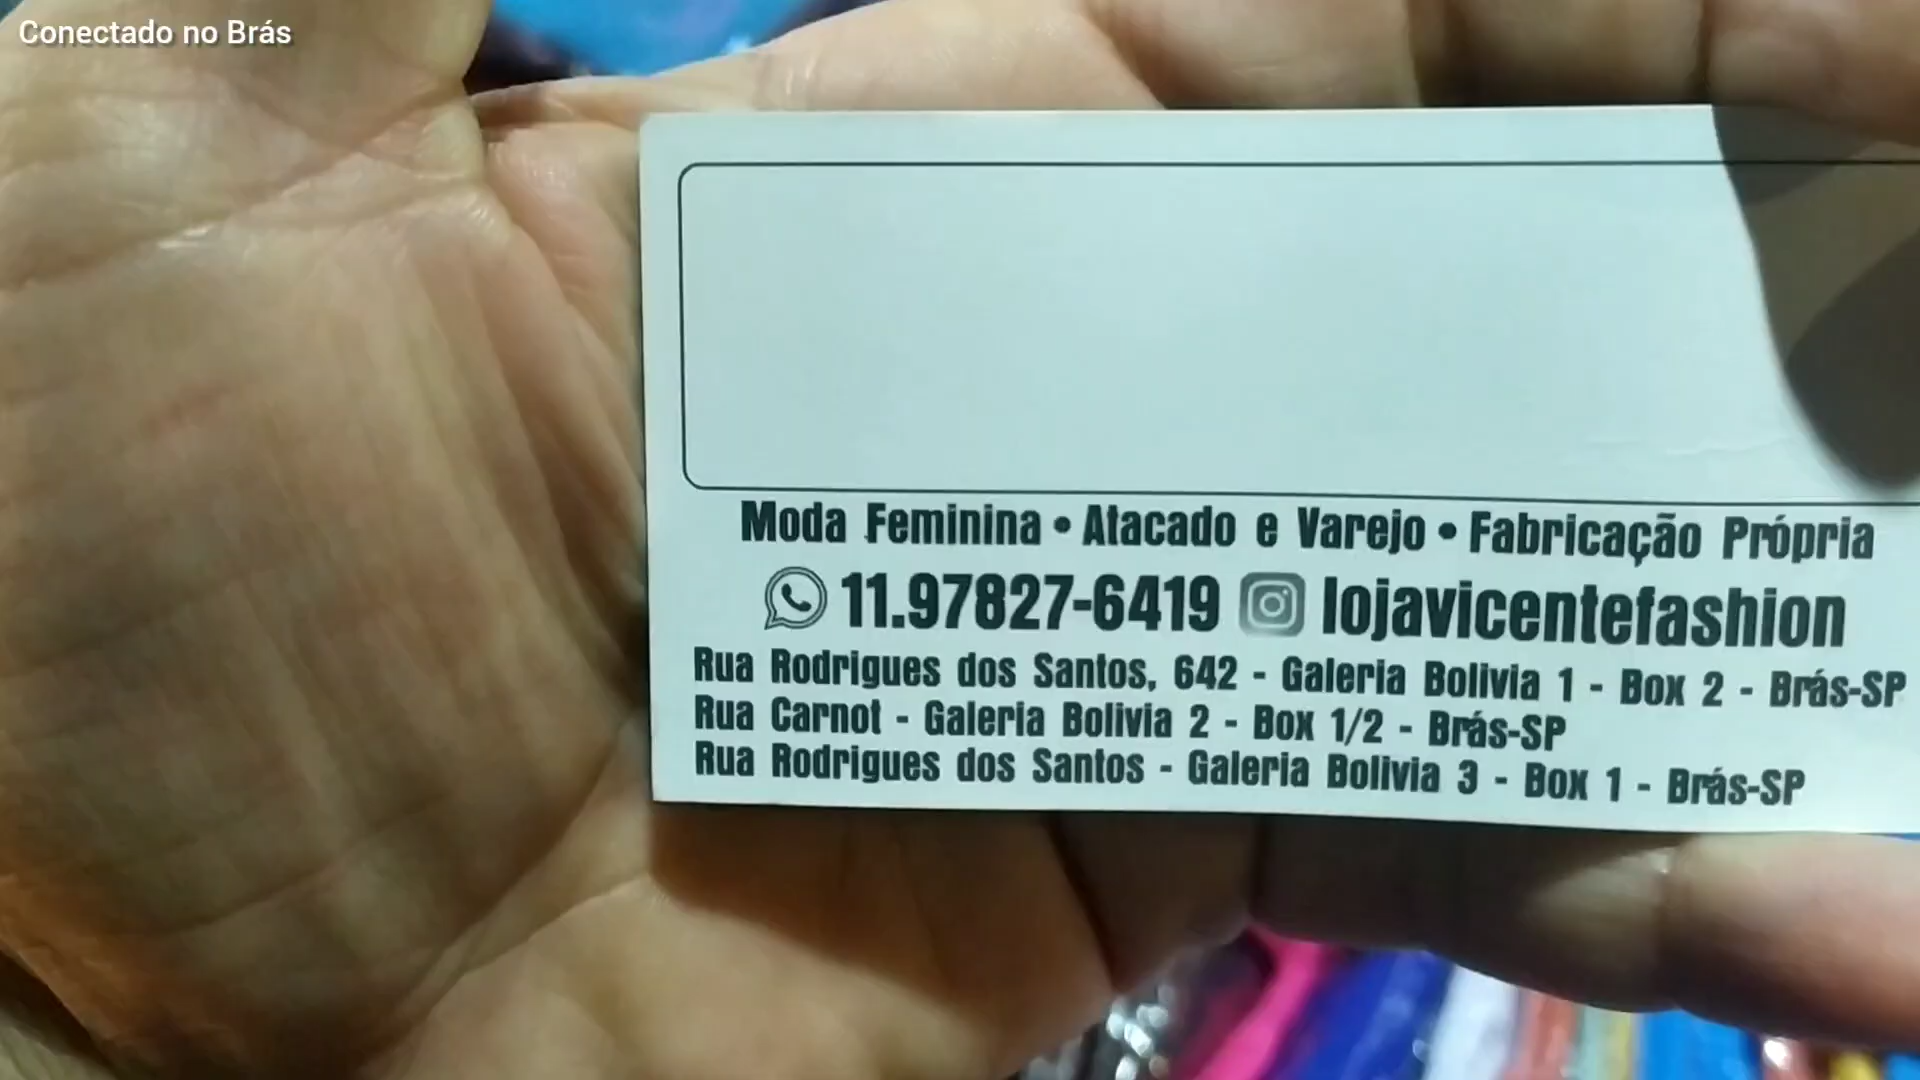 Conectado no Brás
Moda Feminina • Atacado e Varejo • Fabricação Própria
11.97827-6419 lojavicentefashion
Rua Rodrigues dos Santos, 642 - Galeria Bolivia 1 - Box 2 - Brás-SP
Rua Carnot - Galeria Bolivia 2 - Box 1/2 - Brás-SP
Rua Rodrigues dos Santos - Galeria Bolivia 3 - Box 1 - Brás-SP